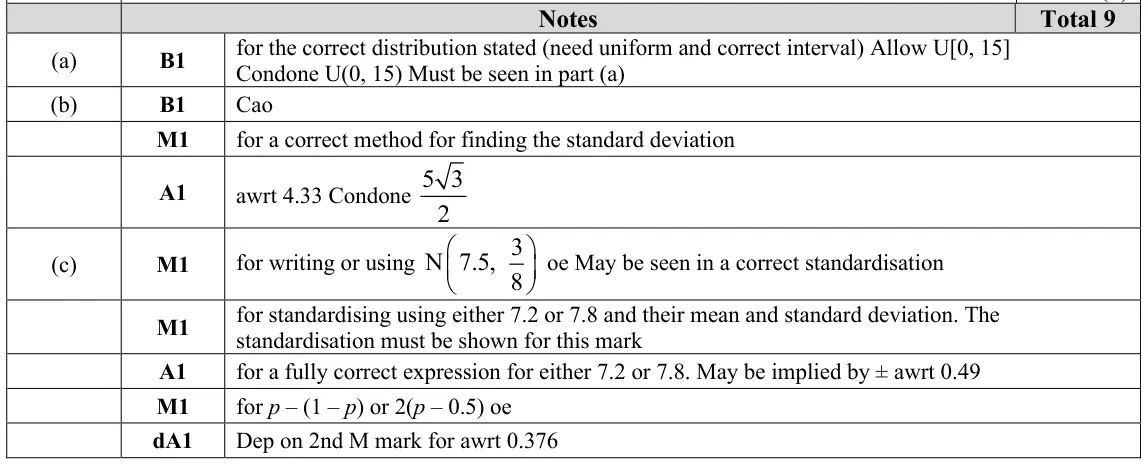 Notes Total 9
(a) B1 for the correct distribution stated (need uniform and correct interval) Allow U[0, 15]
Condone U(0, 15) Must be seen in part (a)
(b) B1 Cao
M1 for a correct method for finding the standard deviation
A1 awrt 4.33 Condone 5√3/2
(c) M1 for writing or using N(7.5, 3/8) oe May be seen in a correct standardisation
M1 for standardising using either 7.2 or 7.8 and their mean and standard deviation. The
standardisation must be shown for this mark
A1 for a fully correct expression for either 7.2 or 7.8. May be implied by ± awrt 0.49
M1 for p – (1 – p) or 2(p – 0.5) oe
dA1 Dep on 2nd M mark for awrt 0.376